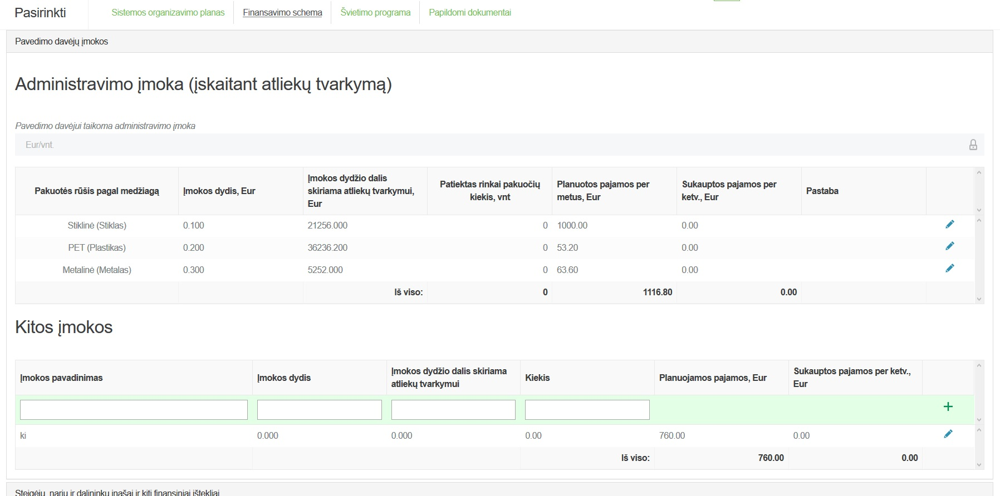 Pasirinkti
Sistemos organizavimo planas
Finansavimo schema
Švietimo programa
Papildomi dokumentai
Pavedimo davėjų įmokos
Administravimo įmoka (įskaitant atliekų tvarkymą)
Pavedimo davėjui taikoma administravimo įmoka
Eur/vnt.
Pakuotės rūšis pagal medžiagą
Įmokos dydis, Eur
Įmokos dydžio dalis
skiriama atliekų tvarkymui,
Eur
Patiektas rinkai pakuočių
kiekis, vnt
Planuotos pajamos per
metus, Eur
Sukauptos pajamos per
ketv., Eur
Pastaba
Stiklinė (Stiklas) 0.100 21256.000 0 1000.00 0.00
PET (Plastikas) 0.200 36236.200 0 53.20 0.00
Metalinė (Metalas) 0.300 5252.000 0 63.60 0.00
Iš viso: 0 1116.80 0.00
Kitos įmokos
Įmokos pavadinimas
Įmokos dydis
Įmokos dydžio dalis skiriama
atliekų tvarkymui
Kiekis
Planuojamos pajamos, Eur
Sukauptos pajamos per ketv.,
Eur
ki 0.000 0.000 0.00 760.00 0.00
Iš viso: 760.00 0.00
Steigėjų, narių ir dalininkų įnašai ir kiti finansiniai ištekliai